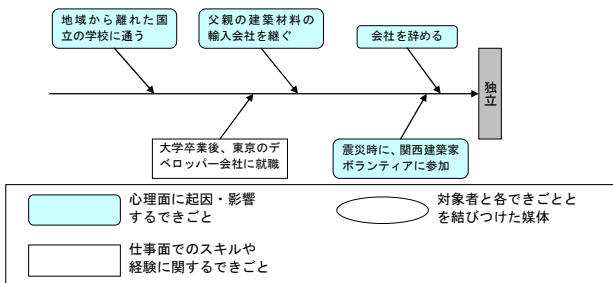 地域から離れた国
立の学校に通う
父親の建築材料の
輸入会社を継ぐ
会社を辞める
独立
大学卒業後、東京のデ
ベロッパー会社に就職
震災時に、関西建築家
ボランティアに参加
心理面に起因・影響
するできごと
対象者と各できごとと
を結びつけた媒体
仕事面でのスキルや
経験に関するできごと